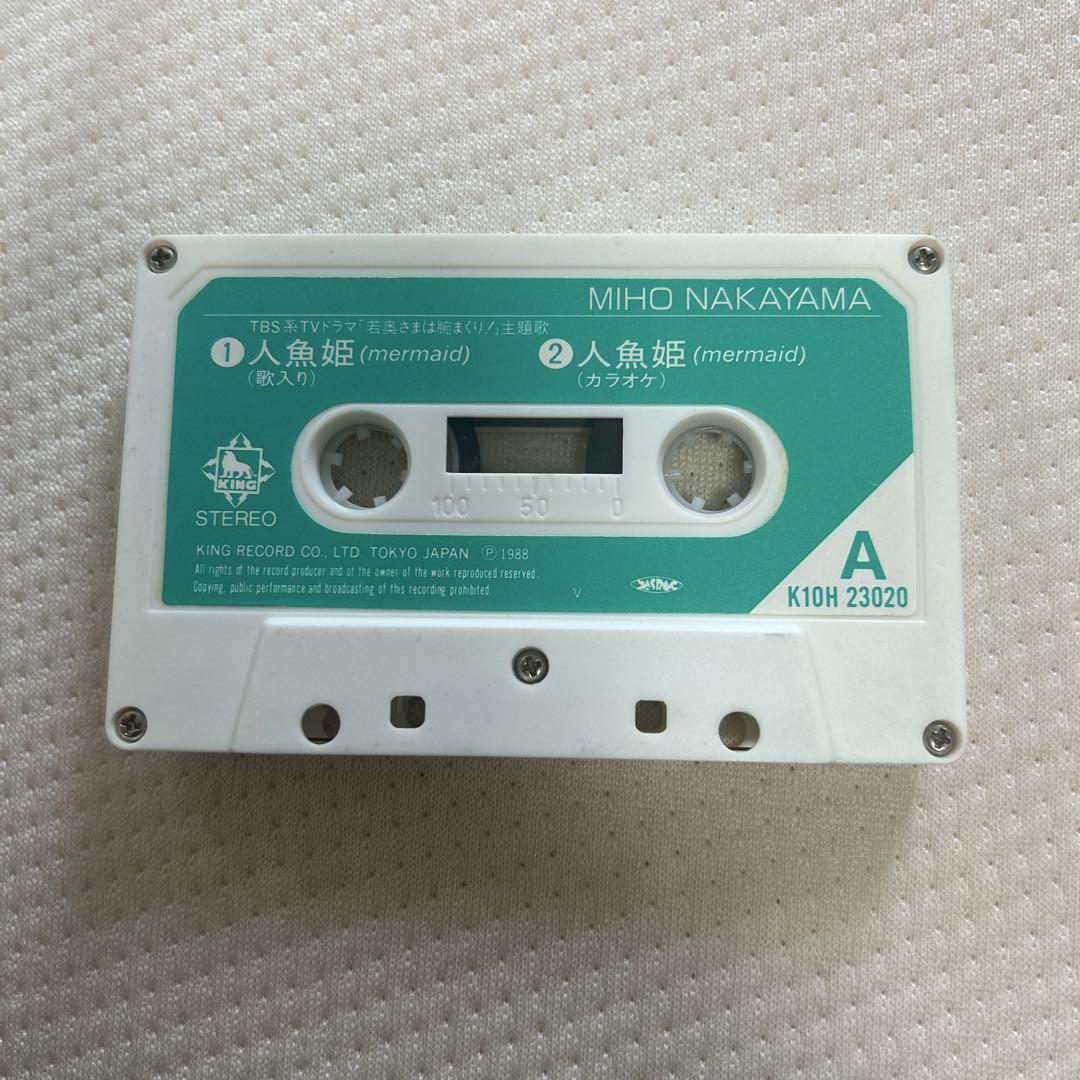 MIHO NAKAYAMA
TBS系TVドラマ「若奥さまは腕まくり!」主題歌
1 人魚姫 (mermaid)
(歌入り)
2 人魚姫 (mermaid)
(カラオケ)
KING
STEREO
100 50 0
KING RECORD CO., LTD. TOKYO JAPAN Ⓟ 1988
All rights of the record producer and of the owner of the work reproduced reserved.
Copying, public performance and broadcasting of this recording prohibited.
V
JASRAC
A
K10H 23020